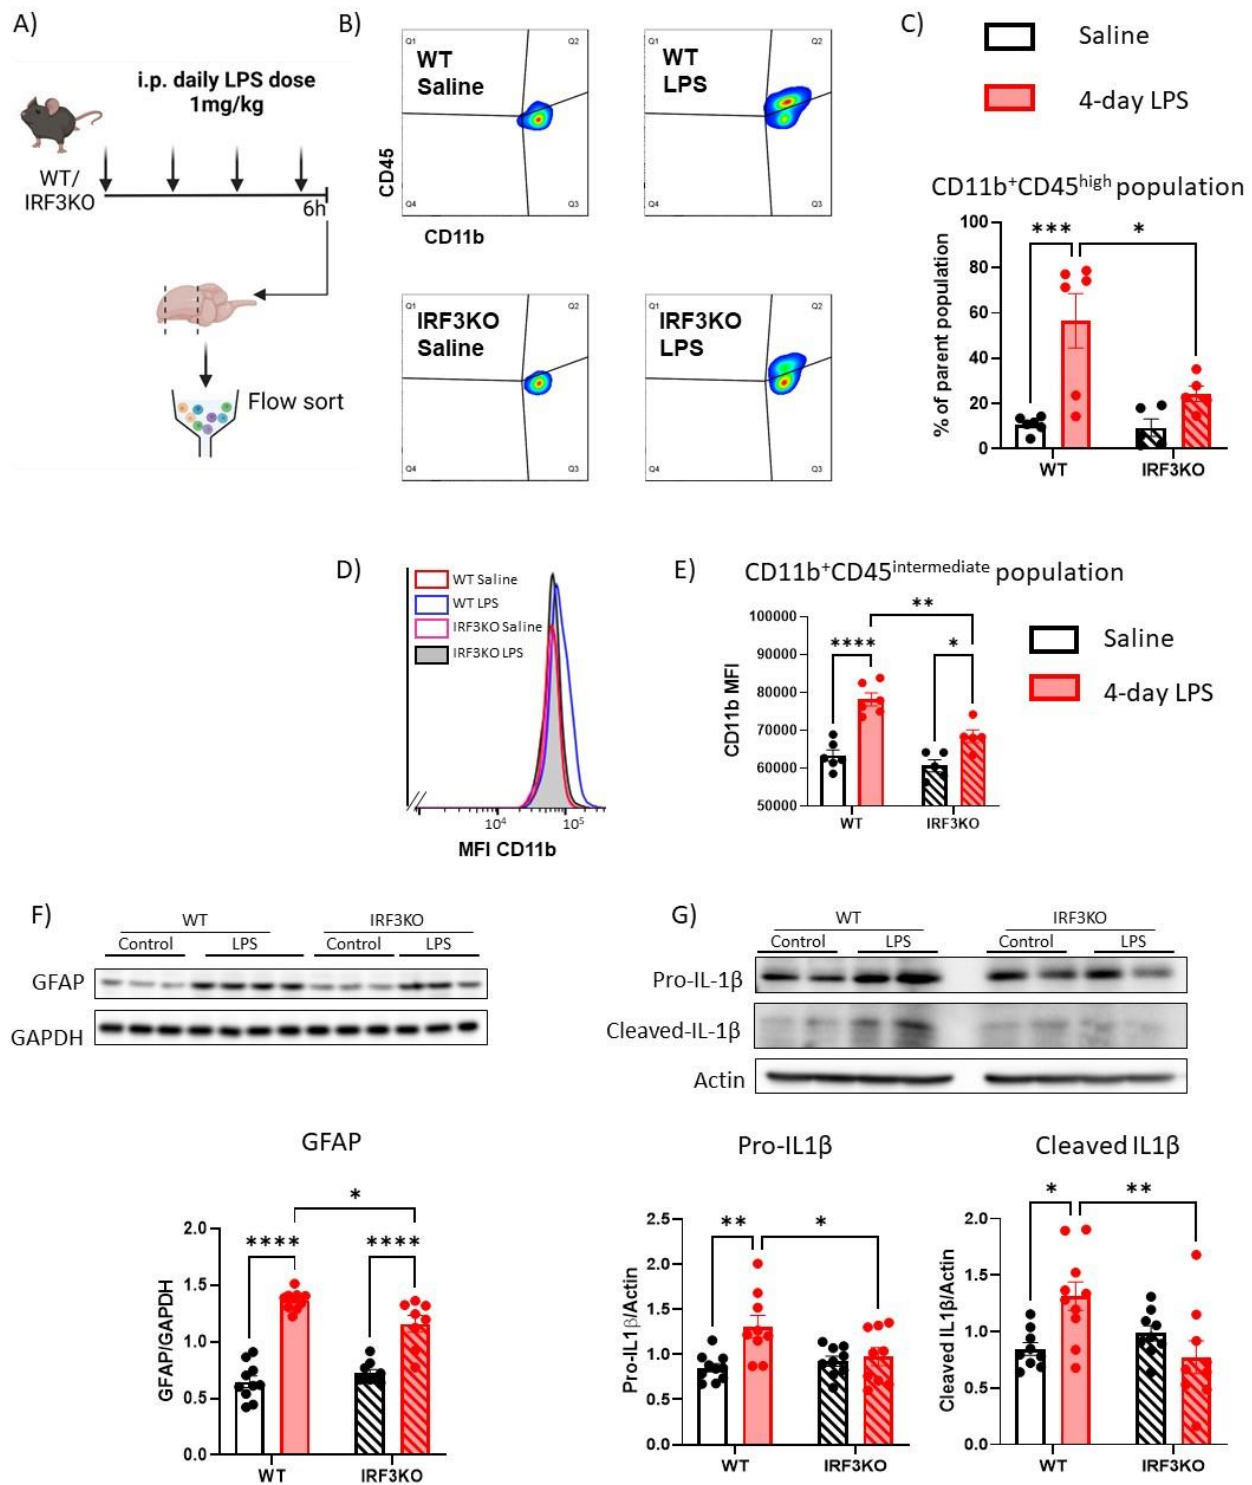 A)
i.p. daily LPS dose
1mg/kg
WT/
IRF3KO
6h
Flow sort
B)
Q1
Q2
WT
Saline
Q4
Q3
CD45
CD11b
Q1
Q2
WT
LPS
Q4
Q3
Q1
Q2
IRF3KO
Saline
Q4
Q3
Q1
Q2
IRF3KO
LPS
Q4
Q3
C)
Saline
4-day LPS
CD11b⁺CD45ʰⁱᵍʰ population
% of parent population
100
80
60
40
20
0
***
*
WT
IRF3KO
D)
WT Saline
WT LPS
IRF3KO Saline
IRF3KO LPS
10⁴
10⁵
MFI CD11b
E)
CD11b⁺CD45ⁱⁿᵗᵉʳᵐᵉᵈⁱᵃᵗᵉ population
CD11b MFI
100000
90000
80000
70000
60000
50000
**
****
*
WT
IRF3KO
Saline
4-day LPS
F)
WT
IRF3KO
Control
LPS
Control
LPS
GFAP
GAPDH
GFAP
GFAP/GAPDH
2.0
1.5
1.0
0.5
0.0
*
****
****
WT
IRF3KO
G)
WT
IRF3KO
Control
LPS
Control
LPS
Pro-IL-1β
Cleaved-IL-1β
Actin
Pro-IL1β
Pro-IL1β/Actin
2.5
2.0
1.5
1.0
0.5
0.0
**
*
WT
IRF3KO
Cleaved IL1β
Cleaved IL1β/Actin
2.0
1.5
1.0
0.5
0.0
*
**
WT
IRF3KO